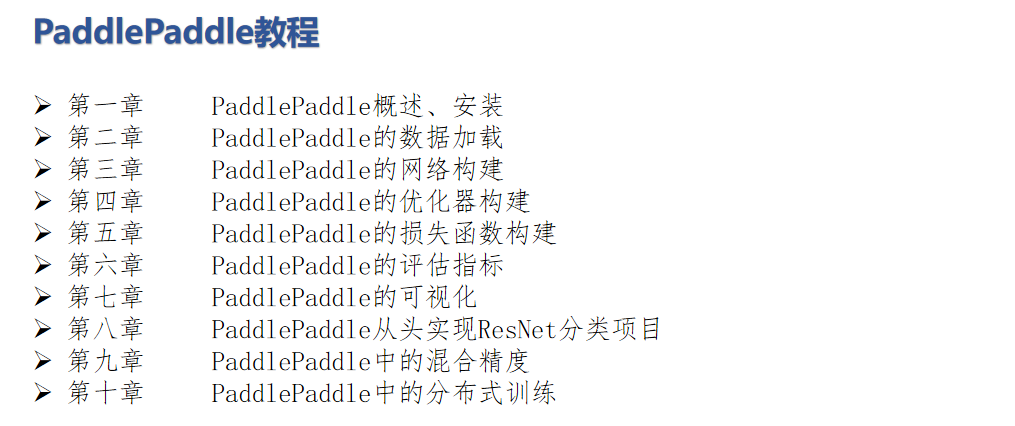 PaddlePaddle教程
➢ 第一章 PaddlePaddle概述、安装
➢ 第二章 PaddlePaddle的数据加载
➢ 第三章 PaddlePaddle的网络构建
➢ 第四章 PaddlePaddle的优化器构建
➢ 第五章 PaddlePaddle的损失函数构建
➢ 第六章 PaddlePaddle的评估指标
➢ 第七章 PaddlePaddle的可视化
➢ 第八章 PaddlePaddle从头实现ResNet分类项目
➢ 第九章 PaddlePaddle中的混合精度
➢ 第十章 PaddlePaddle中的分布式训练